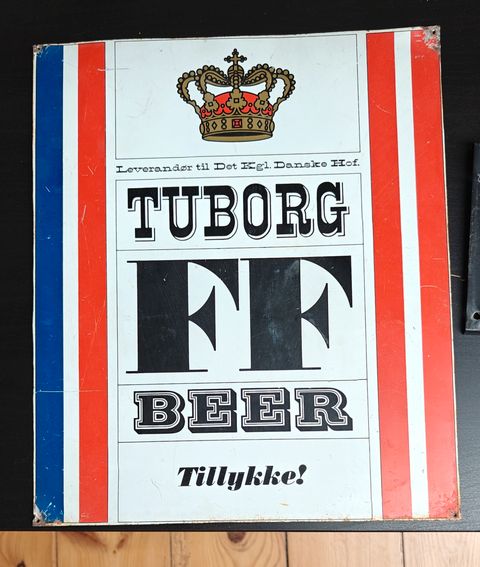 Leverandør til Det Kgl. Danske Hof.
TUBORG
FF
BEER
Tillykke!